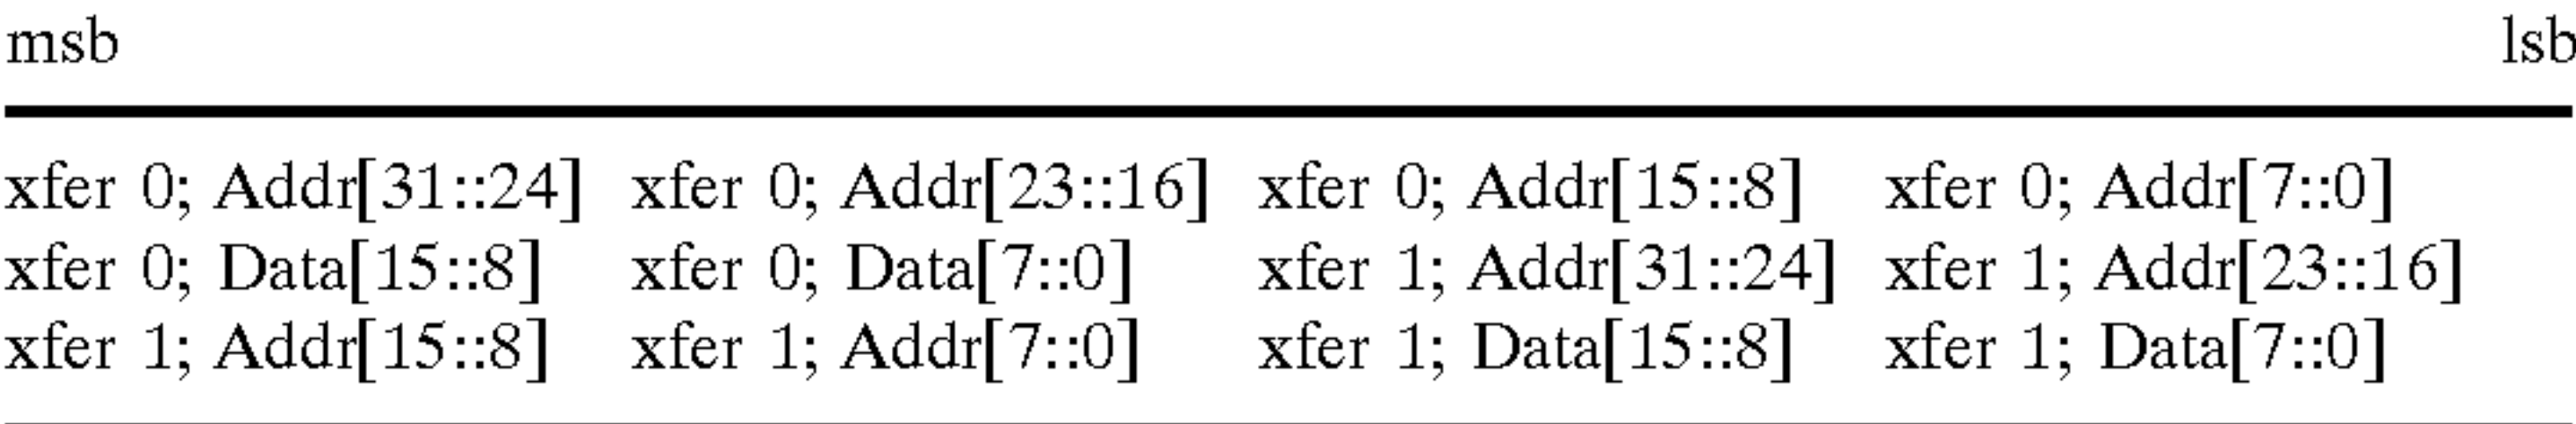 msb lsb
xfer 0; Addr[31::24] xfer 0; Addr[23::16] xfer 0; Addr[15::8] xfer 0; Addr[7::0]
xfer 0; Data[15::8] xfer 0; Data[7::0] xfer 1; Addr[31::24] xfer 1; Addr[23::16]
xfer 1; Addr[15::8] xfer 1; Addr[7::0] xfer 1; Data[15::8] xfer 1; Data[7::0]